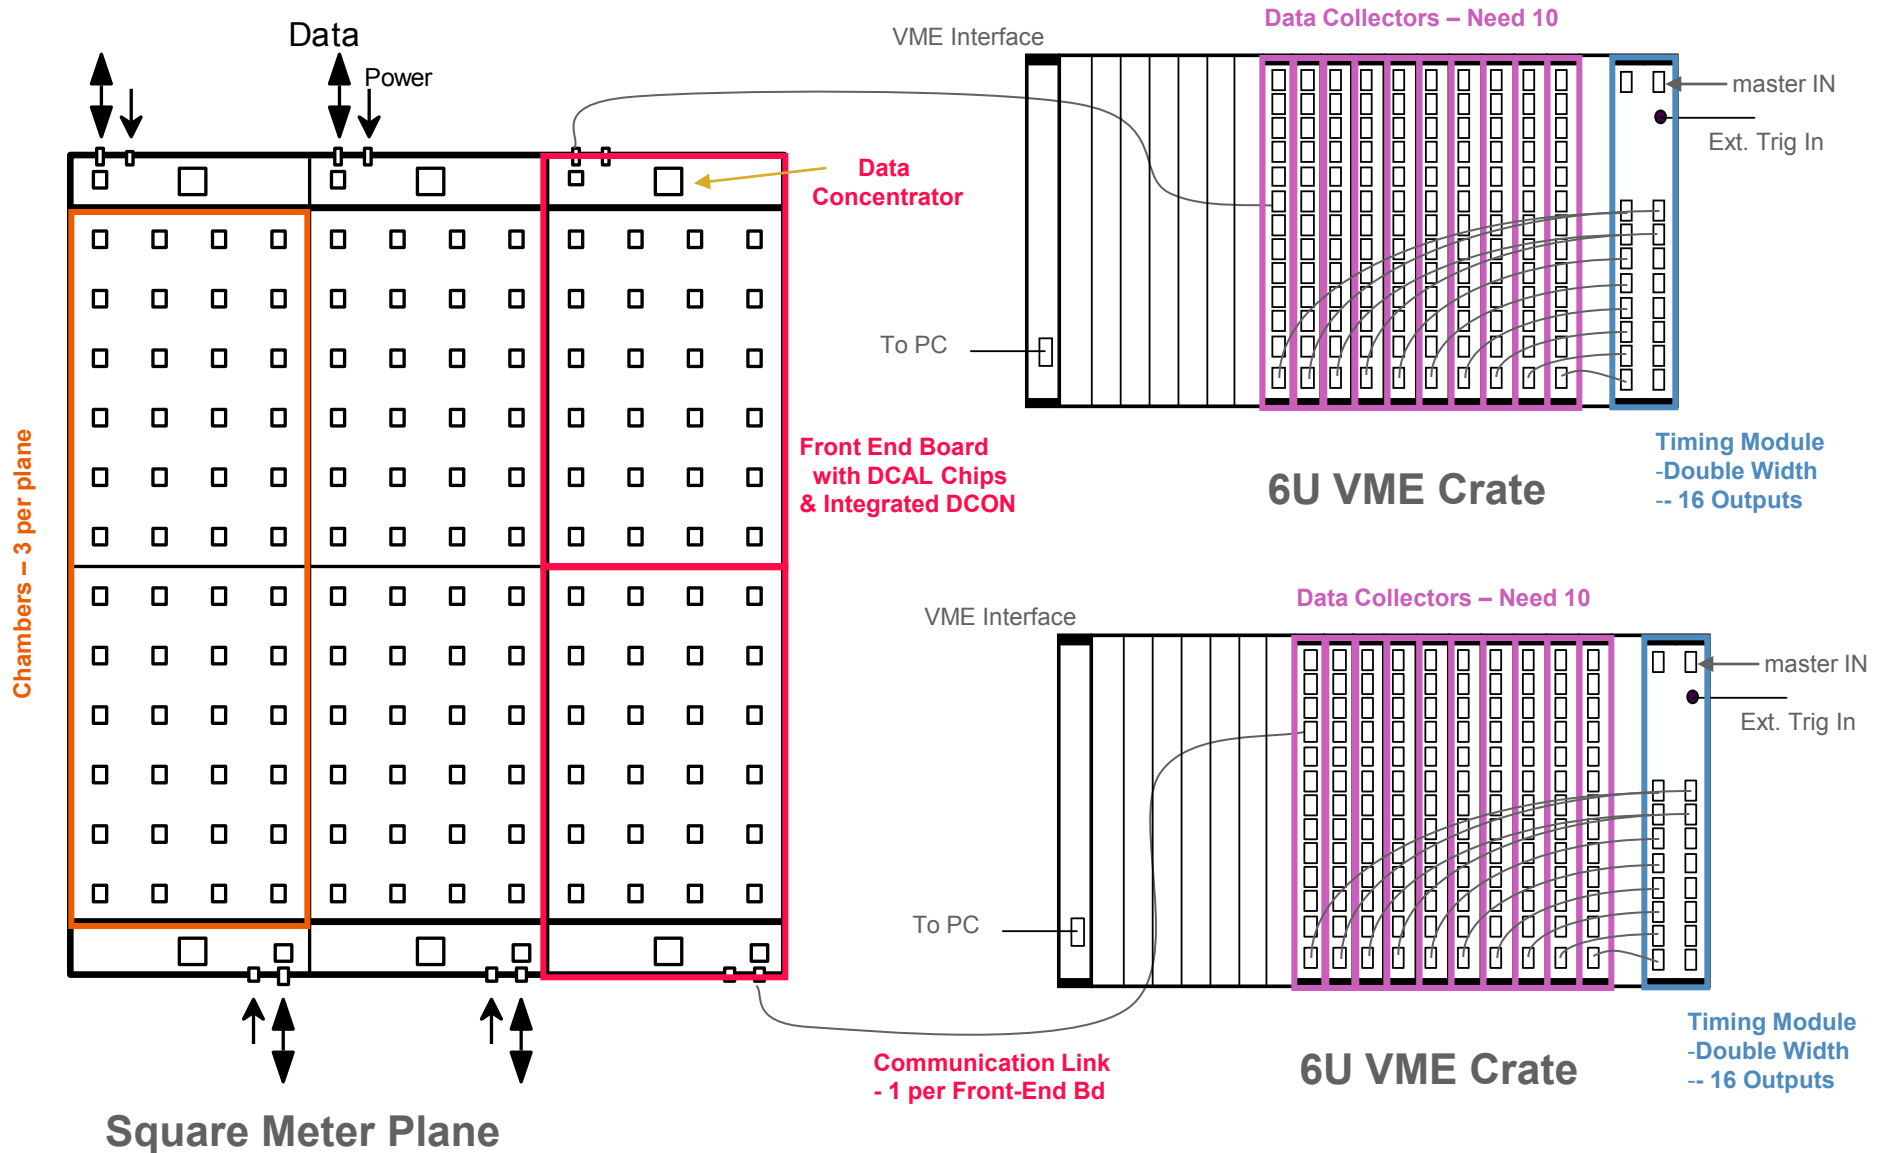 Data
Power
Data
Concentrator
Chambers – 3 per plane
Front End Board
with DCAL Chips
& Integrated DCON
Communication Link
- 1 per Front-End Bd
Square Meter Plane
Data Collectors – Need 10
VME Interface
master IN
Ext. Trig In
To PC
6U VME Crate
Timing Module
-Double Width
-- 16 Outputs
Data Collectors – Need 10
VME Interface
master IN
Ext. Trig In
To PC
6U VME Crate
Timing Module
-Double Width
-- 16 Outputs